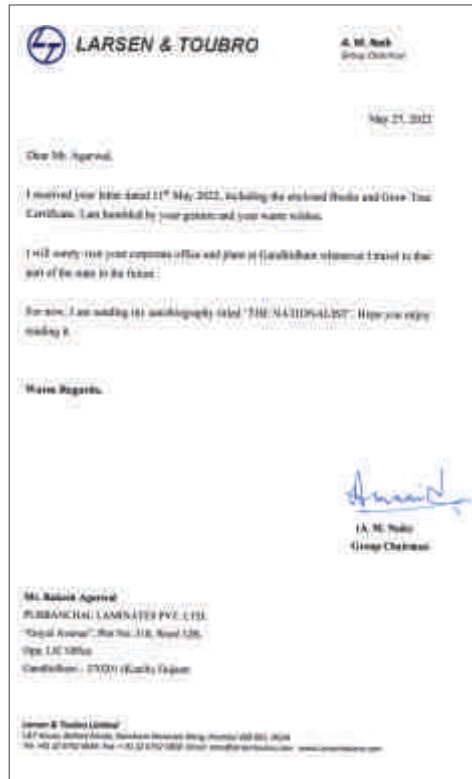 LARSEN & TOUBRO
A. M. Naik
Group Chairman
May 27, 2022
Dear Mr. Agarwal,
I received your letter dated 11th May 2022, including the enclosed Books and Grow Tree
Certificate. I am humbled by your gesture and your warm wishes.
I will surely visit your corporate office and plant at Gandhidham whenever I travel to that
part of the state in the future.
For now, I am sending my autobiography titled "THE NATIONALIST". Hope you enjoy
reading it.
Warm Regards,
(A. M. Naik)
Group Chairman
Mr. Rakesh Agarwal
PURBANCHAL LAMINATES PVT. LTD.
Plot No.
Opp. LIC Office
Gandhidham - (Kutch) Gujarat
Larsen & Toubro Limited